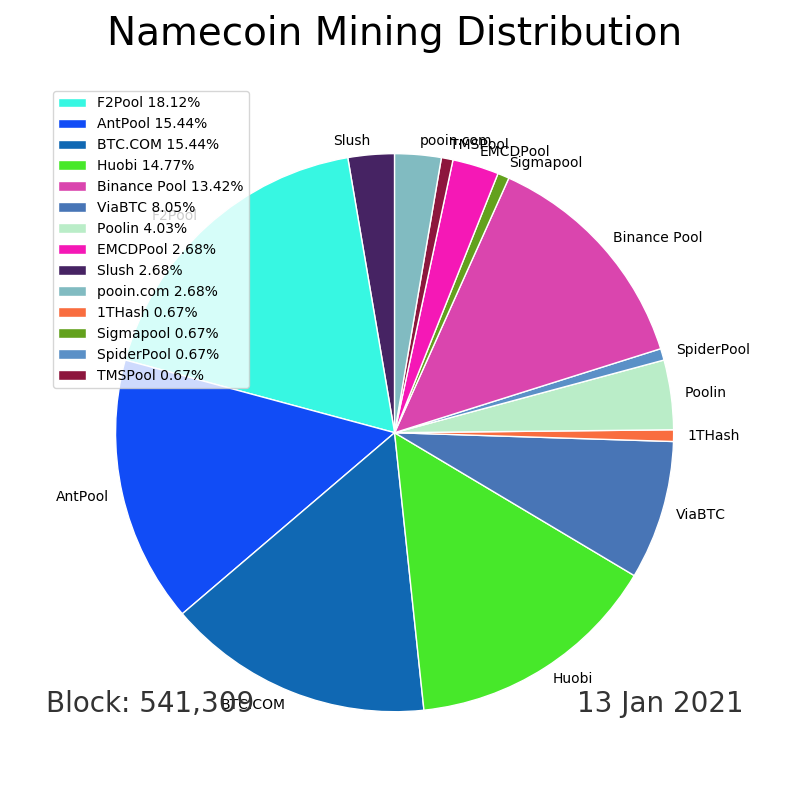 Namecoin Mining Distribution
F2Pool 18.12%
AntPool 15.44%
BTC.COM 15.44%
Huobi 14.77%
Binance Pool 13.42%
ViaBTC 8.05%
Poolin 4.03%
EMCDPool 2.68%
Slush 2.68%
pooin.com 2.68%
1THash 0.67%
Sigmapool 0.67%
SpiderPool 0.67%
TMSPool 0.67%
Slush
pooin.com
TMSPool
EMCDPool
Sigmapool
F2Pool
Binance Pool
SpiderPool
Poolin
1THash
AntPool
ViaBTC
Huobi
BTC.COM
Block: 541,309
13 Jan 2021